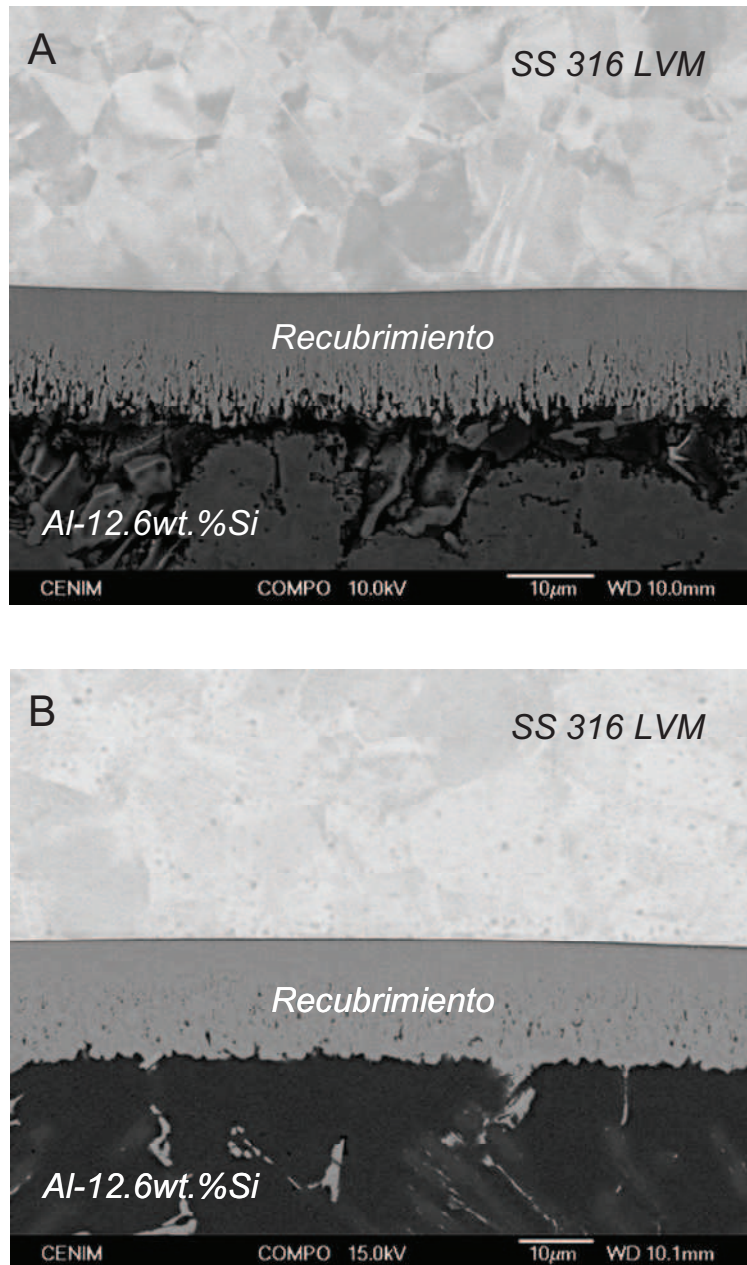 A
SS 316 LVM
Recubrimiento
Al-12.6wt.%Si
CENIM COMPO 10.0kV 10µm WD 10.0mm
B
SS 316 LVM
Recubrimiento
Al-12.6wt.%Si
CENIM COMPO 15.0kV 10µm WD 10.1mm